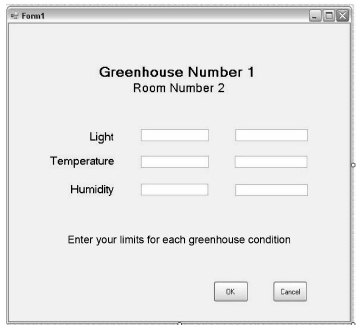 Form1
Greenhouse Number 1
Room Number 2
Light
Temperature
Humidity
Enter your limits for each greenhouse condition
OK
Cancel